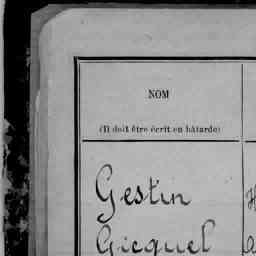 NOM
(Il doit être écrit en bâtarde)
Gestin
Gicquel